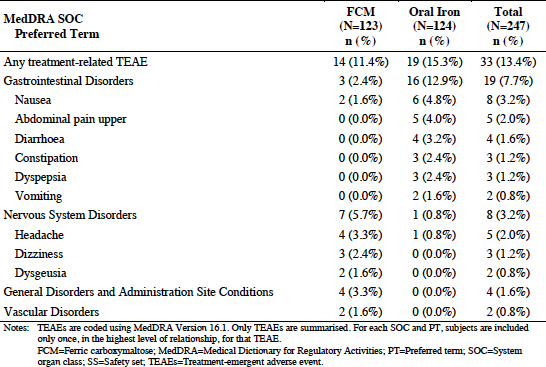 MedDRA SOC FCM Oral Iron Total
Preferred Term (N=123) (N=124) (N=247)
n (%) n (%) n (%)
Any treatment-related TEAE 14 (11.4%) 19 (15.3%) 33 (13.4%)
Gastrointestinal Disorders 3 (2.4%) 16 (12.9%) 19 (7.7%)
Nausea 2 (1.6%) 6 (4.8%) 8 (3.2%)
Abdominal pain upper 0 (0.0%) 5 (4.0%) 5 (2.0%)
Diarrhoea 0 (0.0%) 4 (3.2%) 4 (1.6%)
Constipation 0 (0.0%) 3 (2.4%) 3 (1.2%)
Dyspepsia 0 (0.0%) 3 (2.4%) 3 (1.2%)
Vomiting 0 (0.0%) 2 (1.6%) 2 (0.8%)
Nervous System Disorders 7 (5.7%) 1 (0.8%) 8 (3.2%)
Headache 4 (3.3%) 1 (0.8%) 5 (2.0%)
Dizziness 3 (2.4%) 0 (0.0%) 3 (1.2%)
Dysgeusia 2 (1.6%) 0 (0.0%) 2 (0.8%)
General Disorders and Administration Site Conditions 4 (3.3%) 0 (0.0%) 4 (1.6%)
Vascular Disorders 2 (1.6%) 0 (0.0%) 2 (0.8%)
Notes: TEAEs are coded using MedDRA Version 16.1. Only TEAEs are summarised. For each SOC and PT, subjects are included
only once, in the highest level of relationship, for that TEAE.
FCM=Ferric carboxymaltose; MedDRA=Medical Dictionary for Regulatory Activities; PT=Preferred term; SOC=System
organ class; SS=Safety set; TEAEs=Treatment-emergent adverse event.